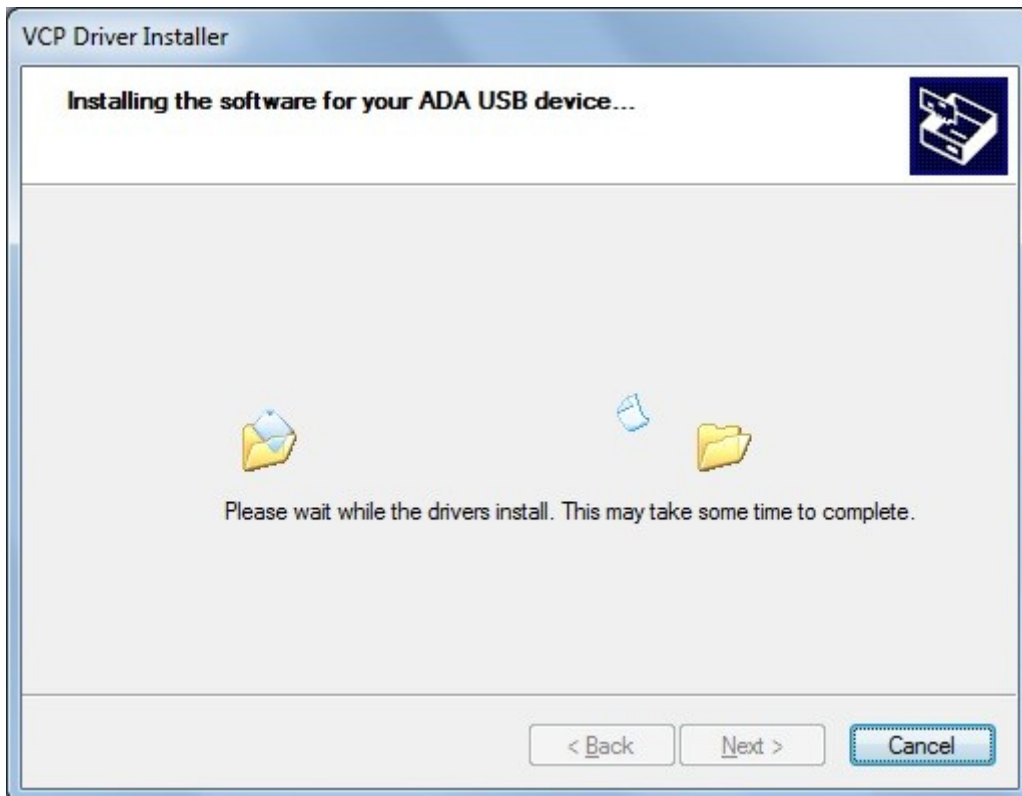 VCP Driver Installer
Installing the software for your ADA USB device...
Please wait while the drivers install. This may take some time to complete.
< Back
Next >
Cancel